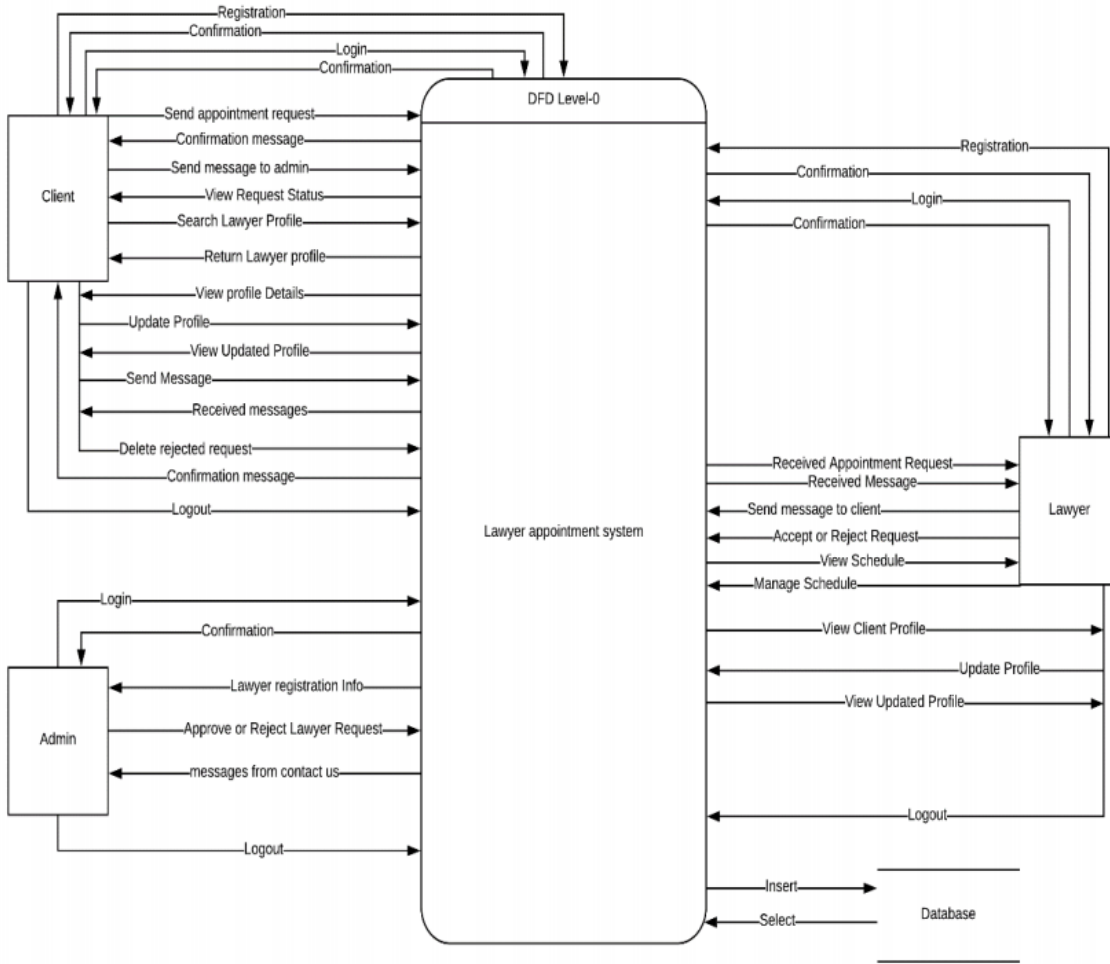 Registration
Confirmation
Login
Confirmation
DFD Level-0
Send appointment request
Confirmation message
Send message to admin
View Request Status
Search Lawyer Profile
Return Lawyer profile
View profile Details
Update Profile
View Updated Profile
Send Message
Received messages
Delete rejected request
Confirmation message
Logout
Client
Login
Confirmation
Lawyer registration Info
Approve or Reject Lawyer Request
messages from contact us
Logout
Admin
Lawyer appointment system
Registration
Confirmation
Login
Confirmation
Received Appointment Request
Received Message
Send message to client
Accept or Reject Request
View Schedule
Manage Schedule
Lawyer
View Client Profile
Update Profile
View Updated Profile
Logout
Insert
Select
Database